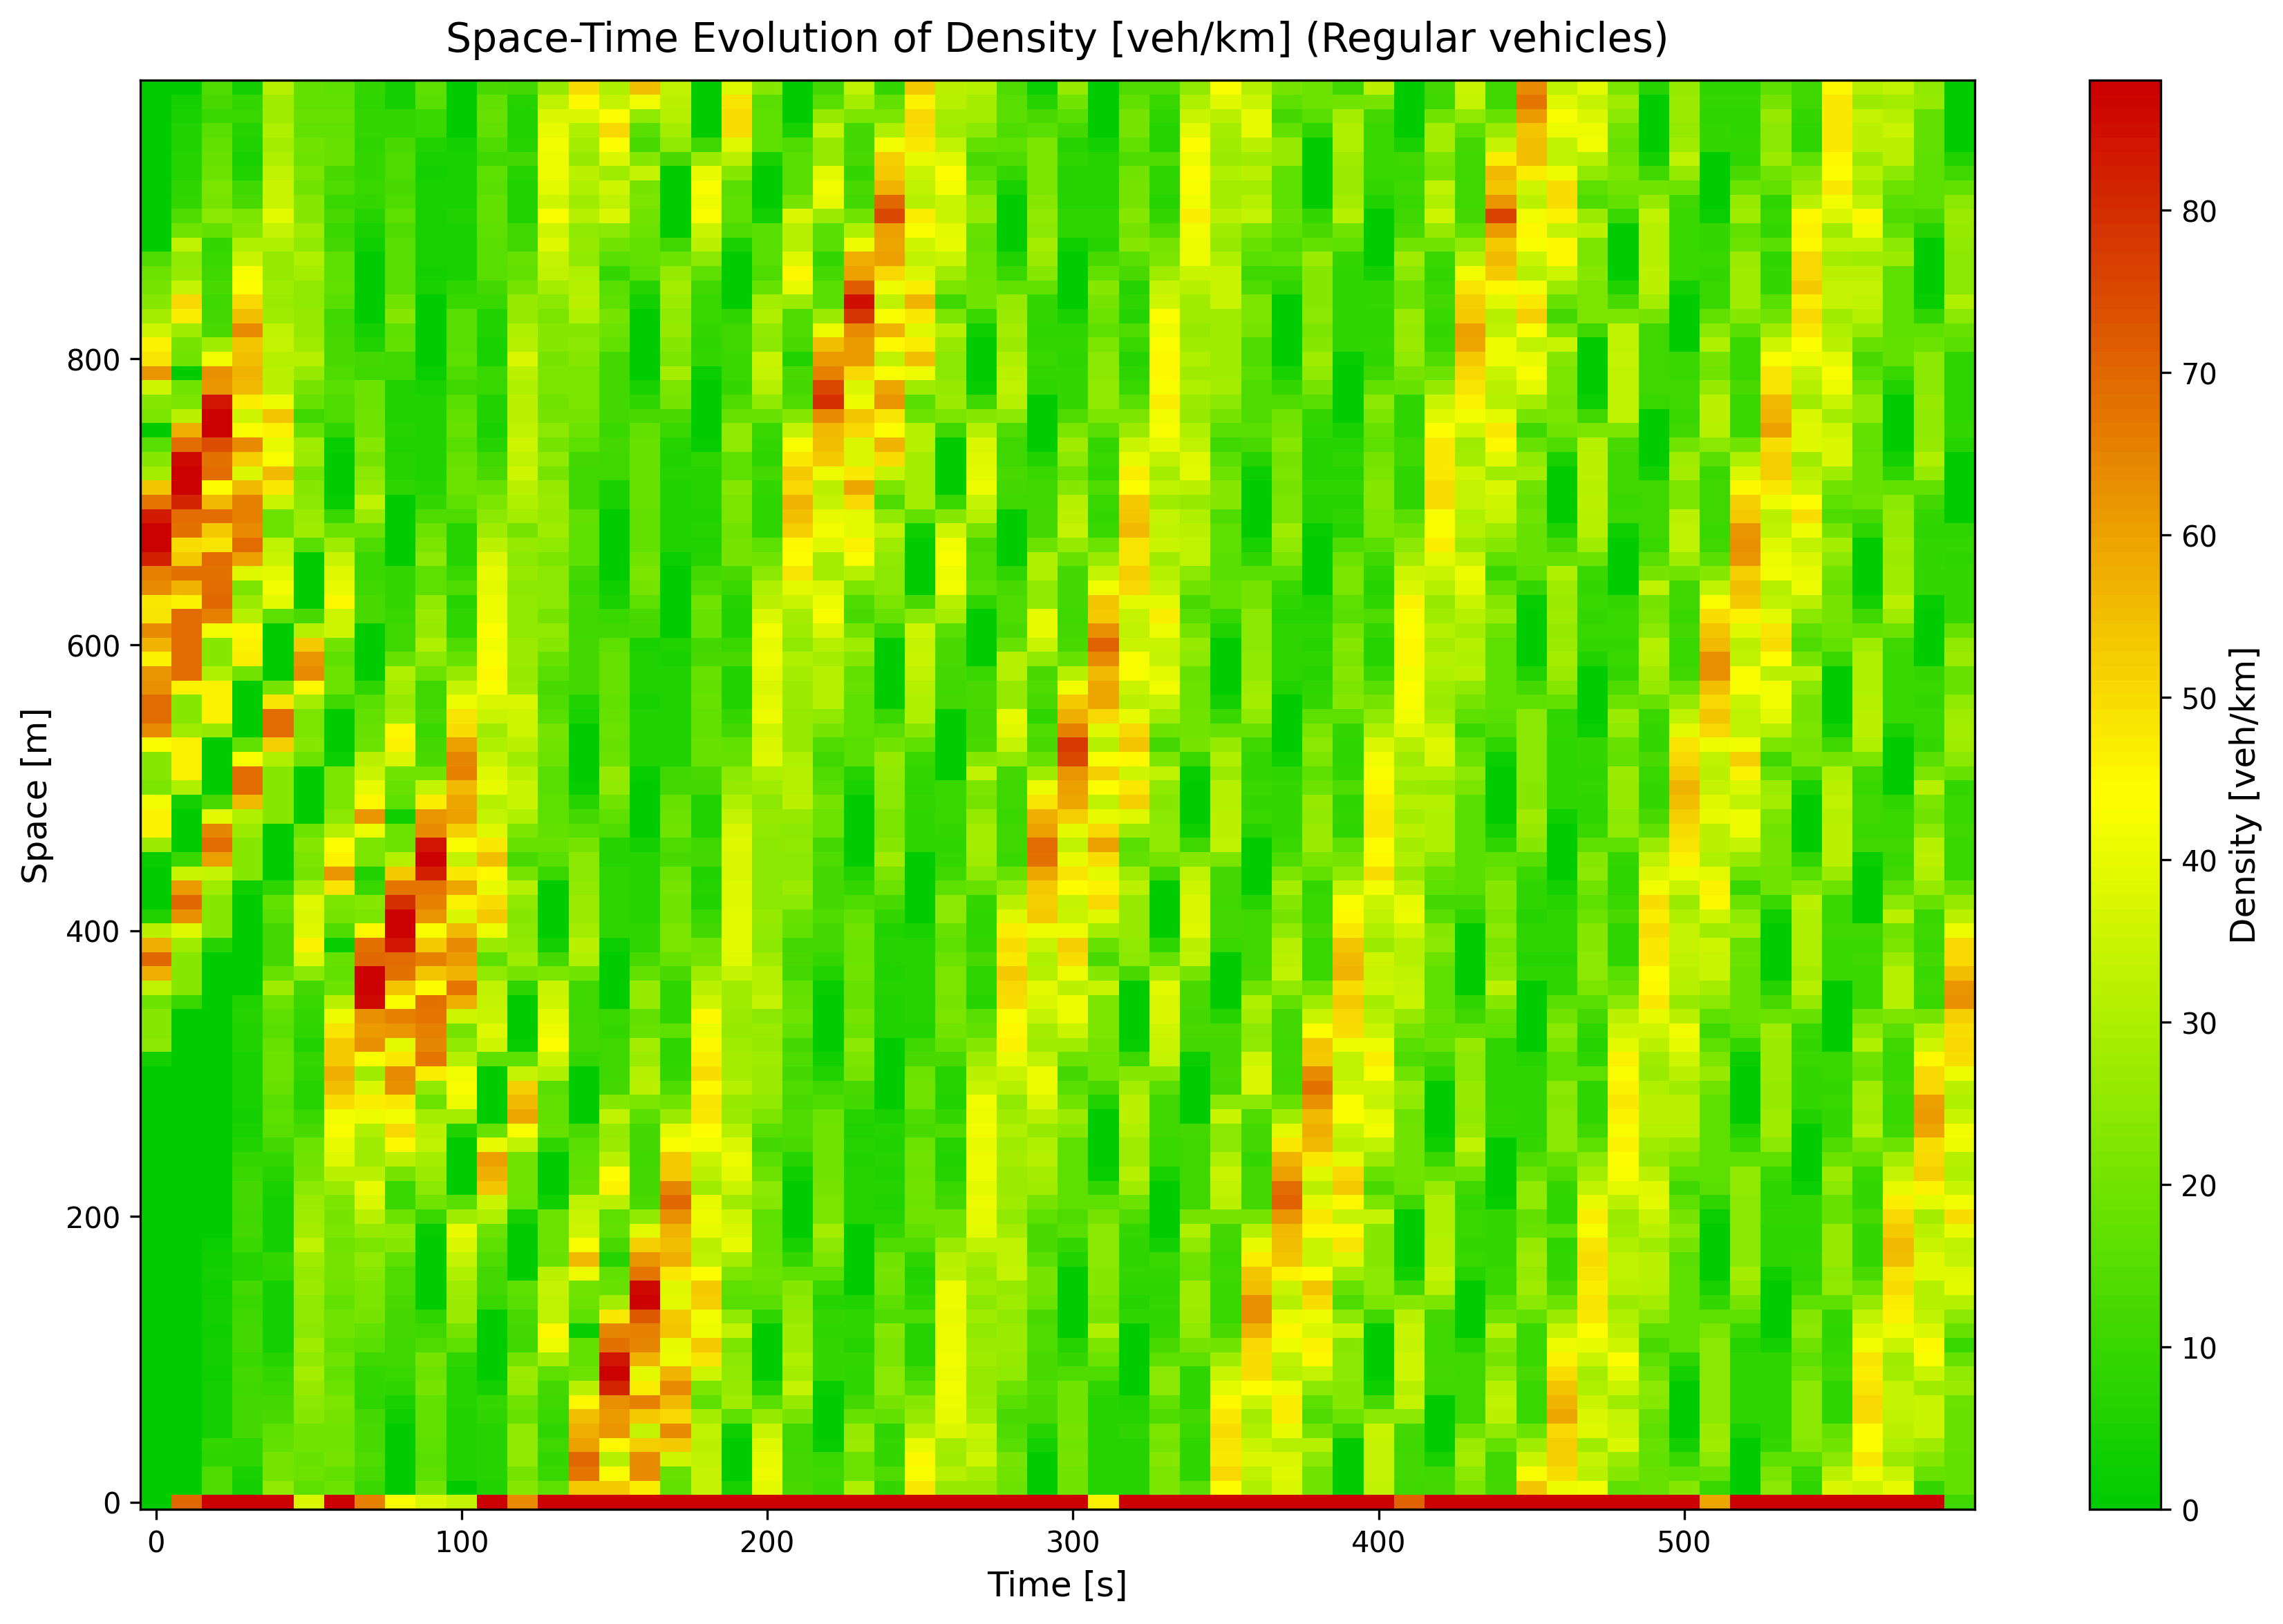 Space-Time Evolution of Density [veh/km] (Regular vehicles)
Space [m]
800
600
400
200
0
0 100 200 300 400 500
Time [s]
80
70
60
50
40
30
20
10
0
Density [veh/km]